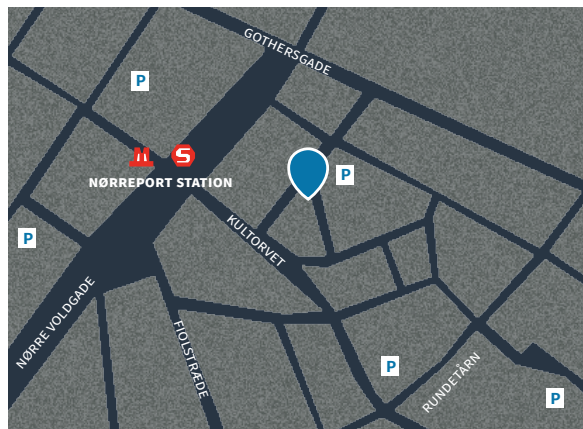 GOTHERSGADE
P
M S
P
NØRREPORT STATION
KULTORVET
P
NØRRE VOLDGADE
FIOLSTRÆDE
P
RUNDETÅRN
P